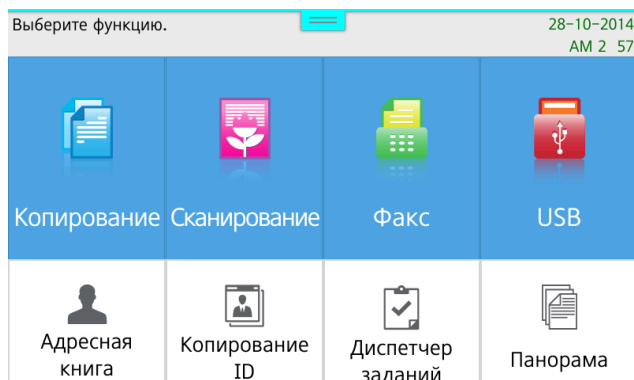 Выберите функцию.
28-10-2014
AM 2 57
Копирование Сканирование Факс USB
Адресная книга
Копирование ID
Диспетчер заданий
Панорама